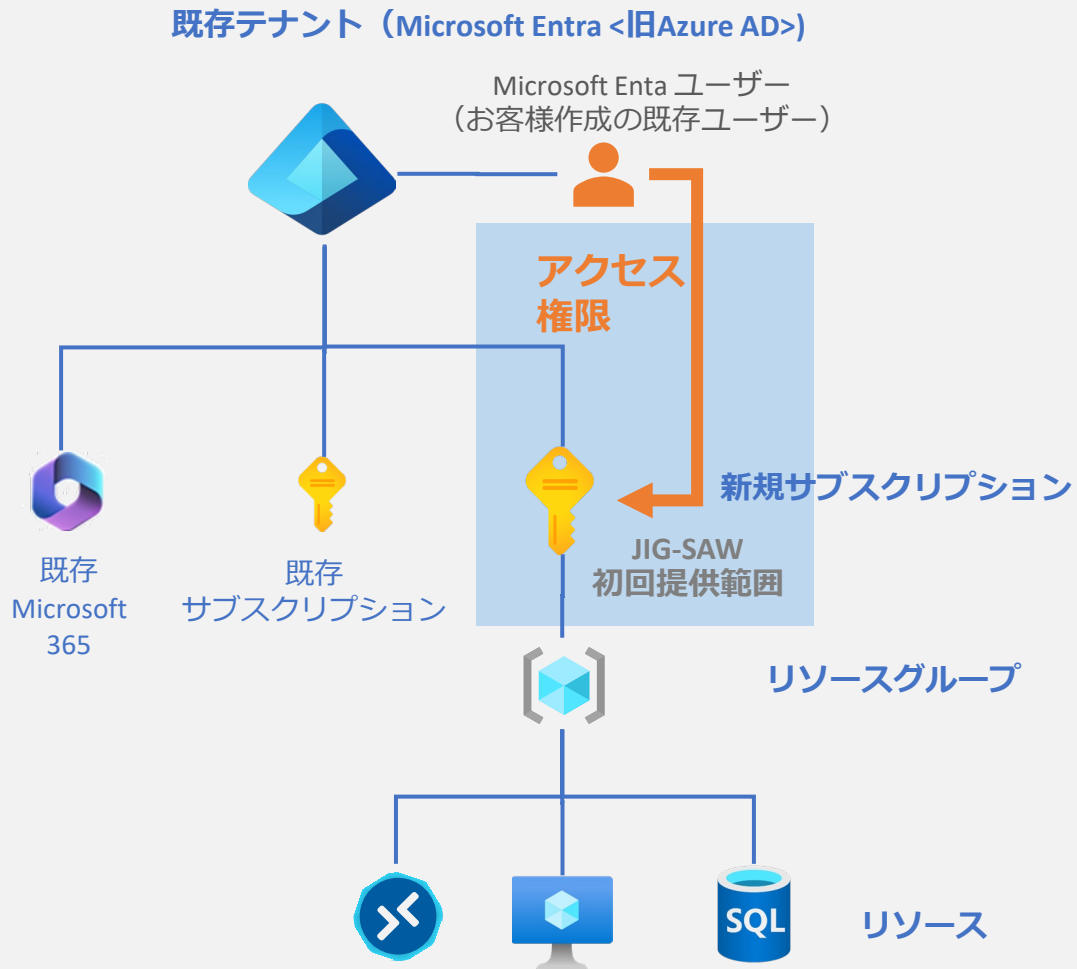 既存テナント（Microsoft Entra <旧Azure AD>)
Microsoft Enta ユーザー
（お客様作成の既存ユーザー）
アクセス
権限
新規サブスクリプション
JIG-SAW
初回提供範囲
既存
Microsoft
365
既存
サブスクリプション
リソースグループ
SQL
リソース